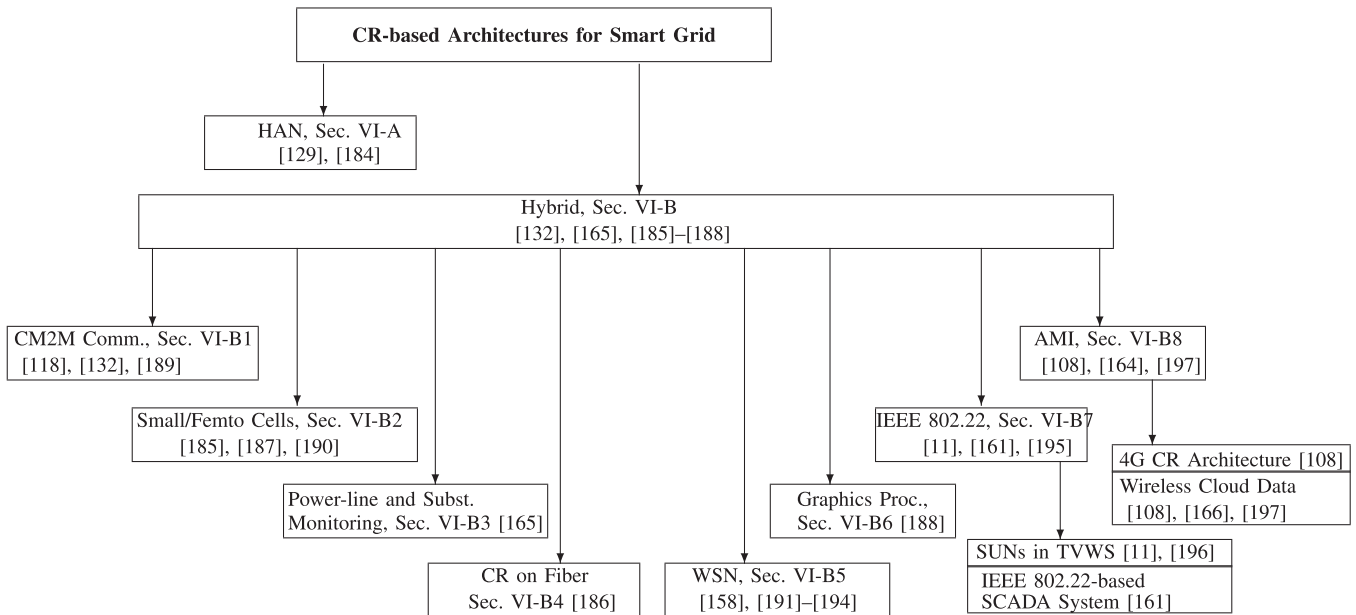 CR-based Architectures for Smart Grid
HAN, Sec. VI-A
[129], [184]
Hybrid, Sec. VI-B
[132], [165], [185]–[188]
CM2M Comm., Sec. VI-B1
[118], [132], [189]
Small/Femto Cells, Sec. VI-B2
[185], [187], [190]
Power-line and Subst.
Monitoring, Sec. VI-B3 [165]
CR on Fiber
Sec. VI-B4 [186]
WSN, Sec. VI-B5
[158], [191]–[194]
Graphics Proc.,
Sec. VI-B6 [188]
IEEE 802.22, Sec. VI-B7
[11], [161], [195]
SUNs in TVWS [11], [196]
IEEE 802.22-based
SCADA System [161]
AMI, Sec. VI-B8
[108], [164], [197]
4G CR Architecture [108]
Wireless Cloud Data
[108], [166], [197]